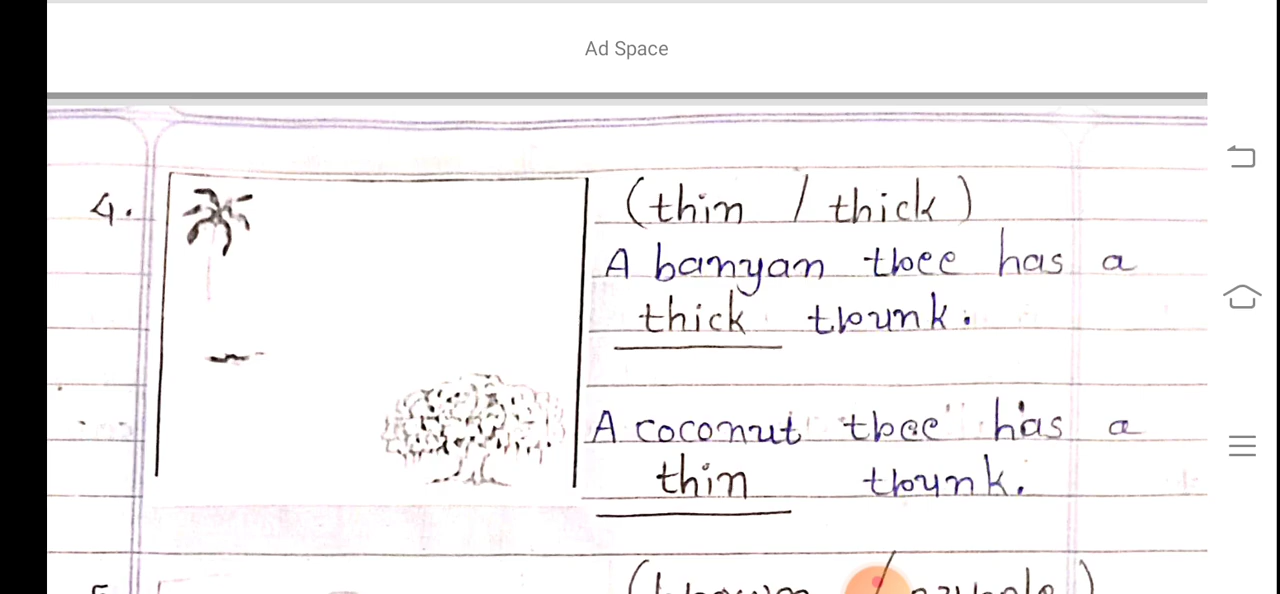 Ad Space
4.
(thin / thick)
A banyan tree has a
thick trunk.
A coconut tree has a
thin trunk.